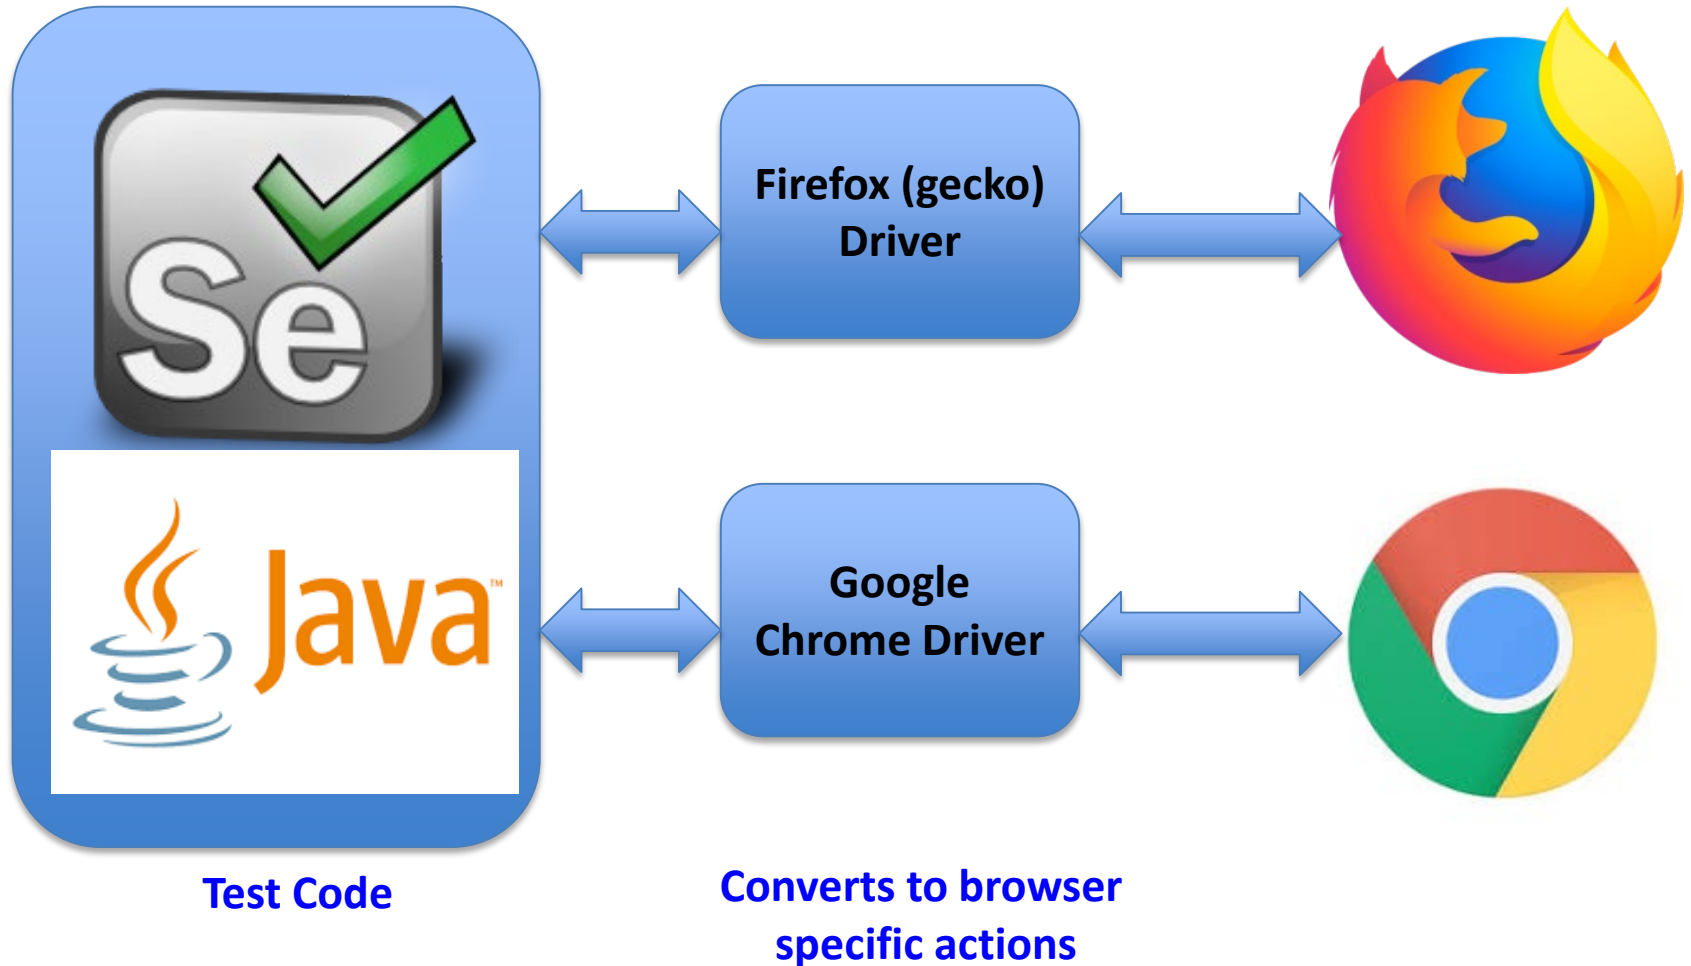 Se
Java™
Firefox (gecko)
Driver
Google
Chrome Driver
Test Code
Converts to browser
specific actions